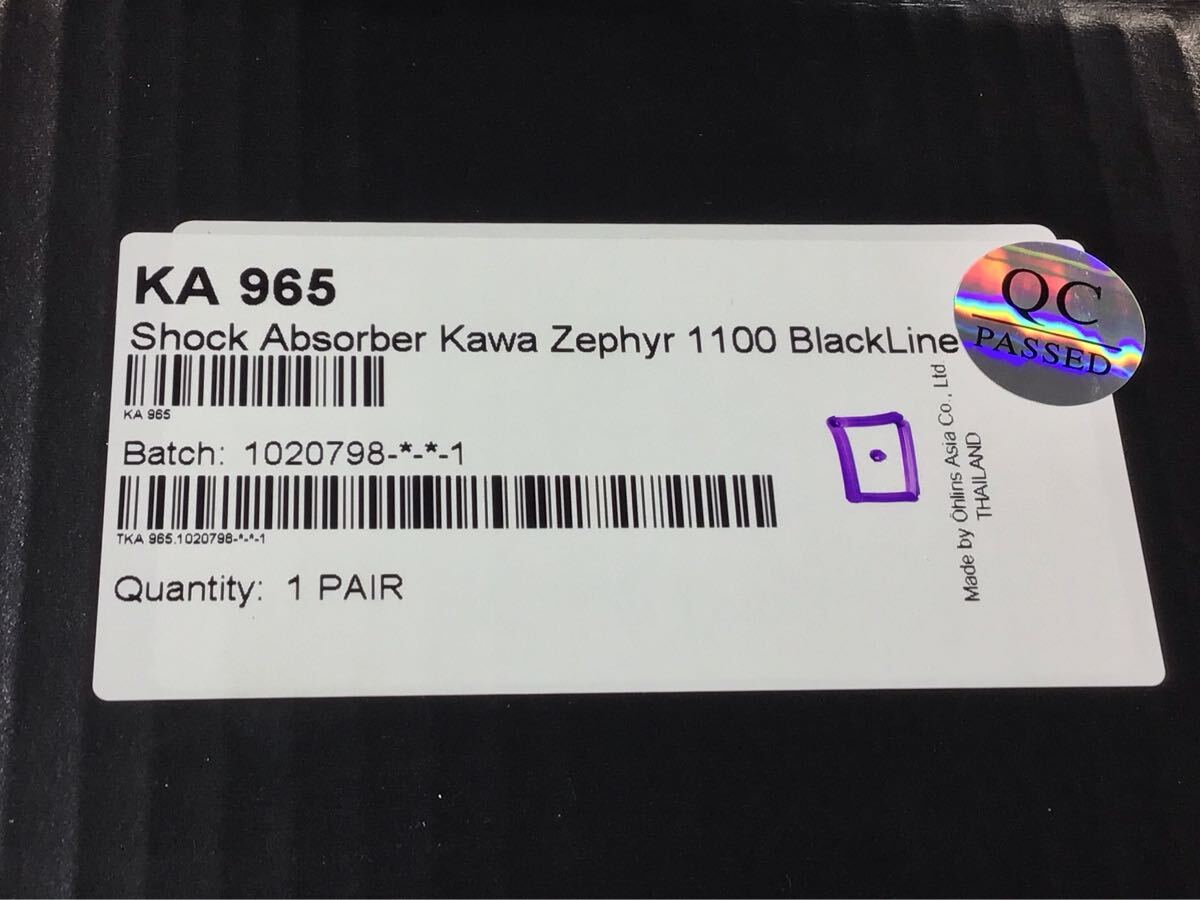 KA 965
Shock Absorber Kawa Zephyr 1100 BlackLine
KA 965
Batch: 1020798-*-*-1
TKA 965.1020798-*-*-1
Quantity: 1 PAIR
QC
PASSED
Made by Öhlins Asia Co., Ltd
THAILAND